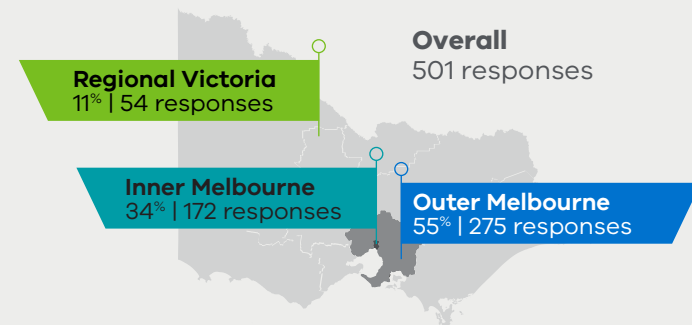 Overall
501 responses
Regional Victoria
11% | 54 responses
Inner Melbourne
34% | 172 responses
Outer Melbourne
55% | 275 responses